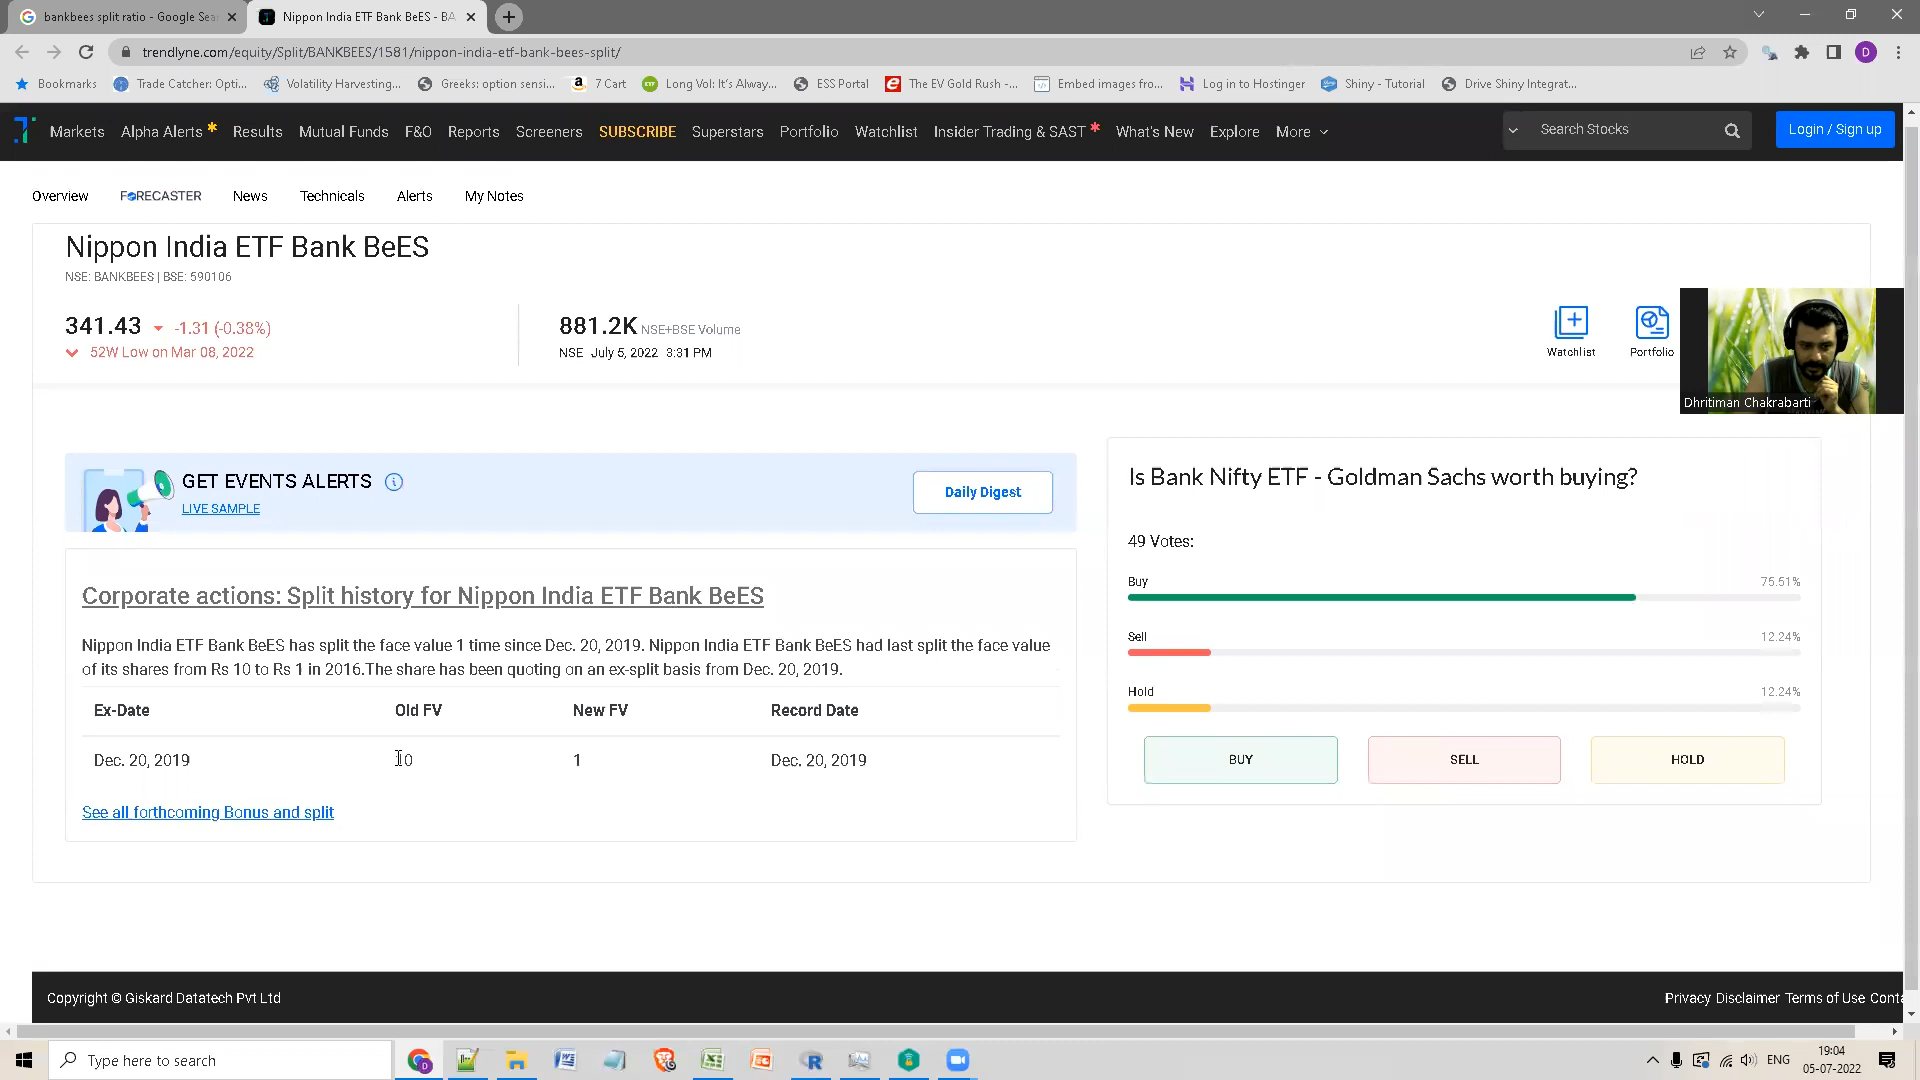 bankbees split ratio - Google Sear
Nippon India ETF Bank BeES - BA
trendlyne.com/equity/Split/BANKBEES/1581/nippon-india-etf-bank-bees-split/
D
Bookmarks Trade Catcher: Opti... Volatility Harvesting,... Greeks: option sensi... 7 Cart Long Vol: It's Alway... ESS Portal The EV Gold Rush -... Embed images fro... Log in to Hostinger Shiny - Tutorial Drive Shiny Integrat...
Markets Alpha Alerts Results Mutual Funds F&O Reports Screeners SUBSCRIBE Superstars Portfolio Watchlist Insider Trading & SAST What's New Explore More Search Stocks Login / Sign up
Overview FORECASTER News Technicals Alerts My Notes
Nippon India ETF Bank BeES
NSE: BANKBEES | BSE: 590106
341.43 -1.31 (-0.38%)
52W Low on Mar 08, 2022
881.2K NSE+BSE Volume
NSE July 5, 2022 3:31 PM
Watchlist Portfolio
Dhritiman Chakrabarti
GET EVENTS ALERTS
LIVE SAMPLE
Daily Digest
Corporate actions: Split history for Nippon India ETF Bank BeES
Nippon India ETF Bank BeES has split the face value 1 time since Dec. 20, 2019. Nippon India ETF Bank BeES had last split the face value
of its shares from Rs 10 to Rs 1 in 2016.The share has been quoting on an ex-split basis from Dec. 20, 2019.
Ex-Date Old FV New FV Record Date
Dec. 20, 2019 10 1 Dec. 20, 2019
See all forthcoming Bonus and split
Is Bank Nifty ETF - Goldman Sachs worth buying?
49 Votes:
Buy 75.51%
Sell 12.24%
Hold 12.24%
BUY SELL HOLD
Copyright © Giskard Datatech Pvt Ltd
Privacy Disclaimer Terms of Use Conta
Type here to search
ENG
19:04
05-07-2022